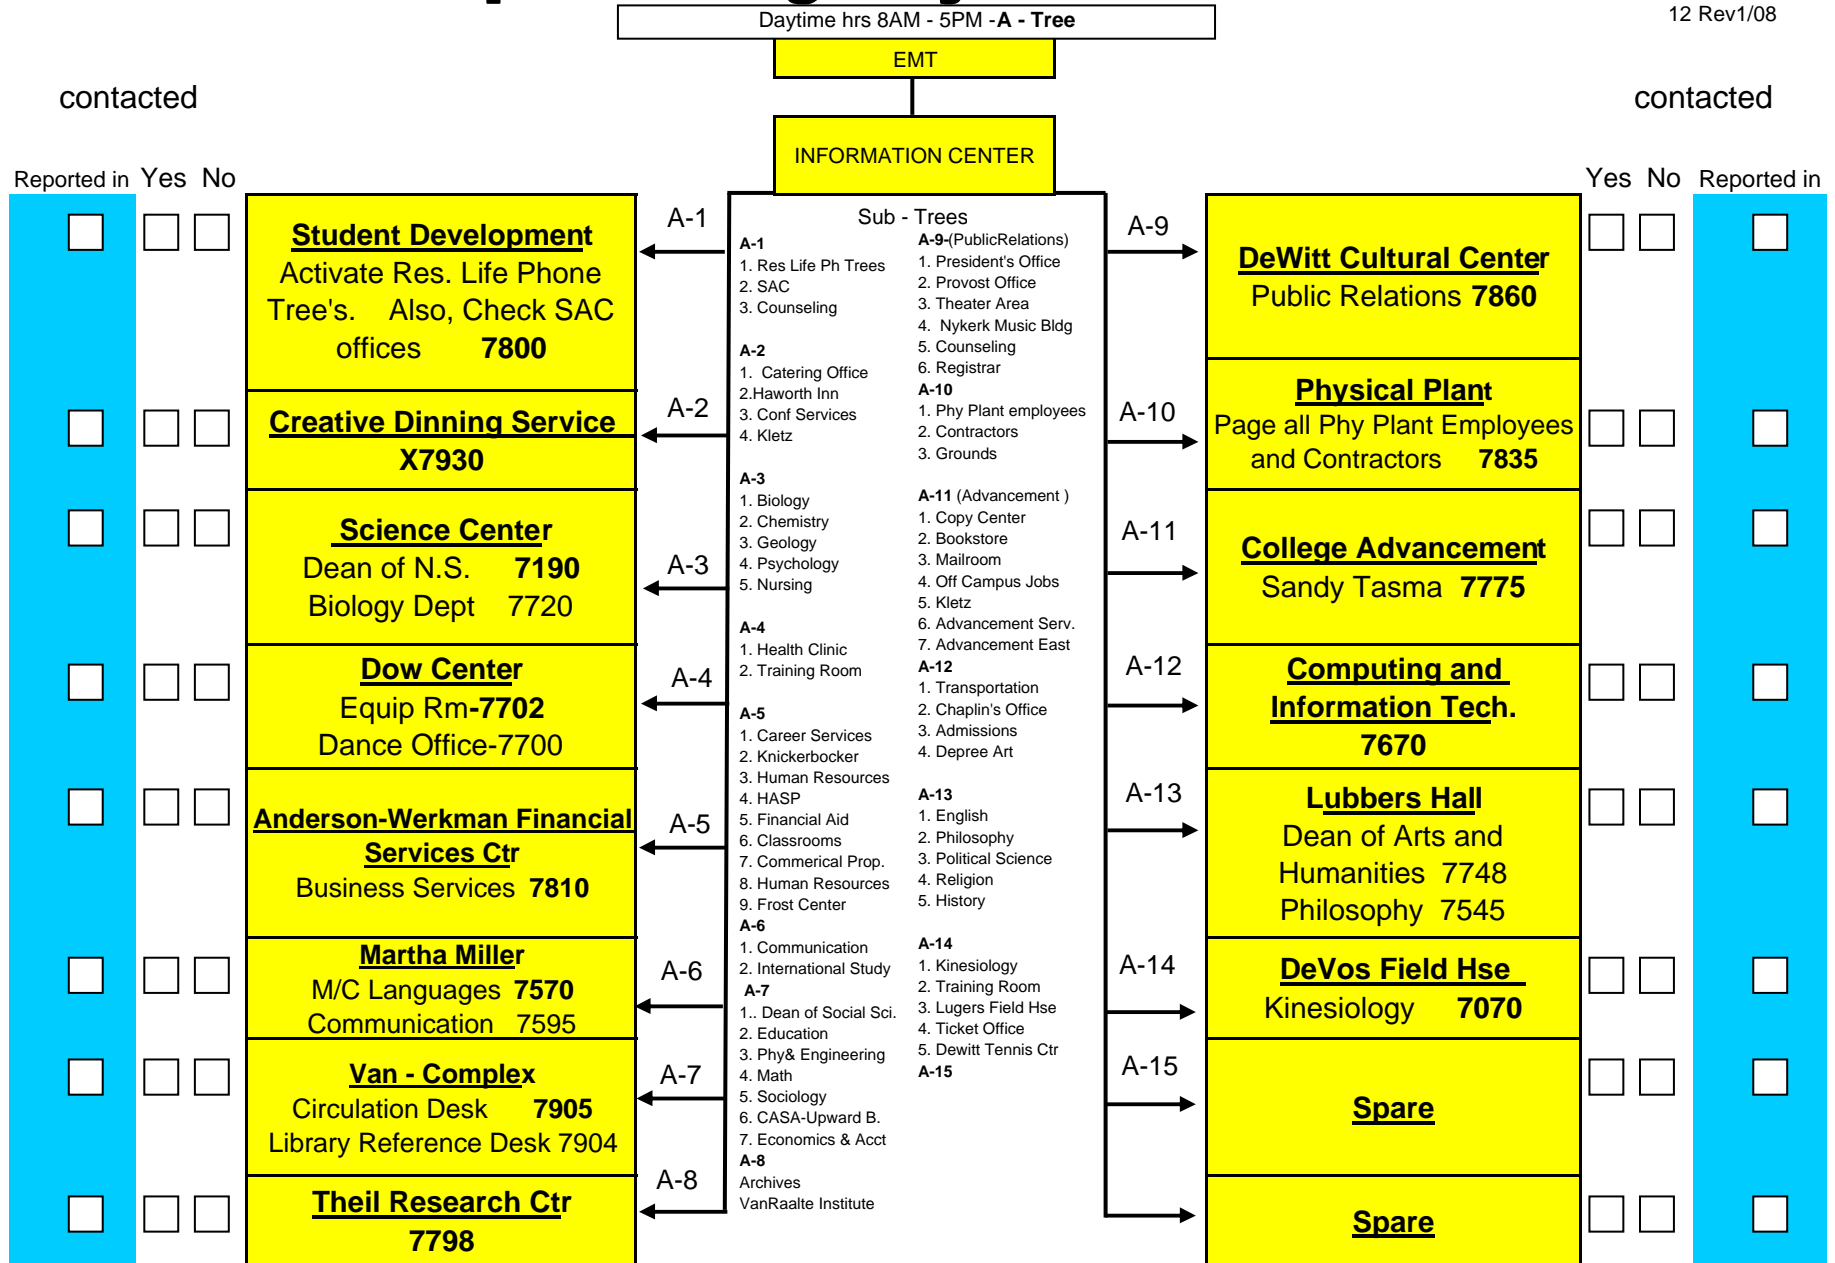 Daytime hrs 8AM - 5PM -A - Tree
12 Rev1/08
EMT
contacted
contacted
INFORMATION CENTER
Reported in Yes No
Yes No Reported in
Student Development
Activate Res. Life Phone
Tree's. Also, Check SAC
offices 7800
Creative Dinning Service
X7930
Science Center
Dean of N.S. 7190
Biology Dept 7720
Dow Center
Equip Rm-7702
Dance Office-7700
Anderson-Werkman Financial
Services Ctr
Business Services 7810
Martha Miller
M/C Languages 7570
Communication 7595
Van - Complex
Circulation Desk 7905
Library Reference Desk 7904
Theil Research Ctr
7798
A-1
A-2
A-3
A-4
A-5
A-6
A-7
A-8
Sub - Trees
A-1
1. Res Life Ph Trees
2. SAC
3. Counseling
A-2
1. Catering Office
2.Haworth Inn
3. Conf Services
4. Kletz
A-3
1. Biology
2. Chemistry
3. Geology
4. Psychology
5. Nursing
A-4
1. Health Clinic
2. Training Room
A-5
1. Career Services
2. Knickerbocker
3. Human Resources
4. HASP
5. Financial Aid
6. Classrooms
7. Commerical Prop.
8. Human Resources
9. Frost Center
A-6
1. Communication
2. International Study
A-7
1.. Dean of Social Sci.
2. Education
3. Phy& Engineering
4. Math
5. Sociology
6. CASA-Upward B.
7. Economics & Acct
A-8
Archives
VanRaalte Institute
A-9-(PublicRelations)
1. President's Office
2. Provost Office
3. Theater Area
4. Nykerk Music Bldg
5. Counseling
6. Registrar
A-10
1. Phy Plant employees
2. Contractors
3. Grounds
A-11 (Advancement )
1. Copy Center
2. Bookstore
3. Mailroom
4. Off Campus Jobs
5. Kletz
6. Advancement Serv.
7. Advancement East
A-12
1. Transportation
2. Chaplin's Office
3. Admissions
4. Depree Art
A-13
1. English
2. Philosophy
3. Political Science
4. Religion
5. History
A-14
1. Kinesiology
2. Training Room
3. Lugers Field Hse
4. Ticket Office
5. Dewitt Tennis Ctr
A-15
A-9
A-10
A-11
A-12
A-13
A-14
A-15
DeWitt Cultural Center
Public Relations 7860
Physical Plant
Page all Phy Plant Employees
and Contractors 7835
College Advancement
Sandy Tasma 7775
Computing and
Information Tech.
7670
Lubbers Hall
Dean of Arts and
Humanities 7748
Philosophy 7545
DeVos Field Hse
Kinesiology 7070
Spare
Spare